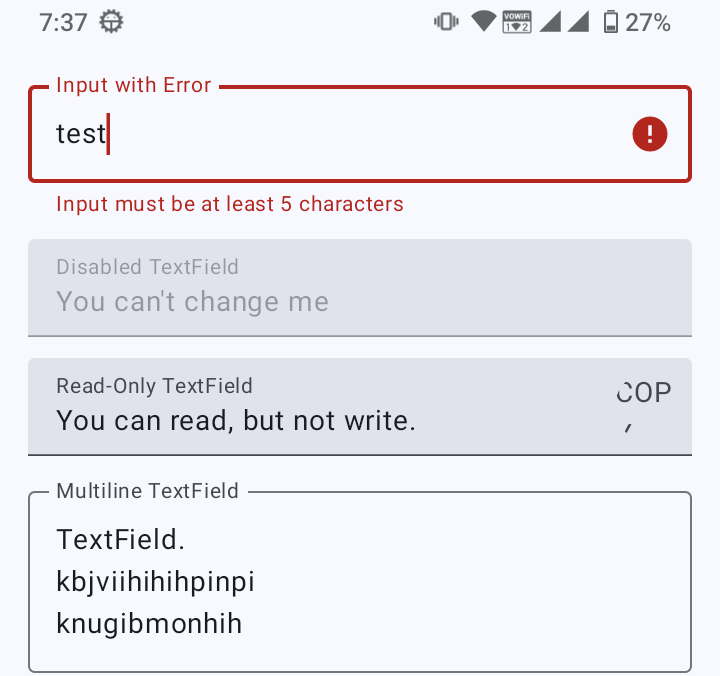 7:37
VOWIFI
1 2
27%
Input with Error
test
Input must be at least 5 characters
Disabled TextField
You can't change me
Read-Only TextField
COP
You can read, but not write.
Multiline TextField
TextField.
kbjviihihihpinpi
knugibmonhih